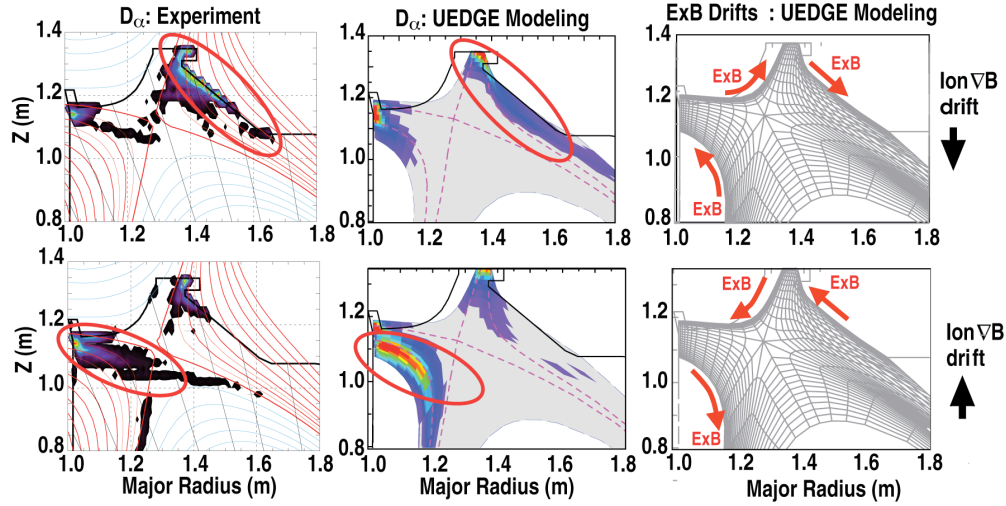 Dα: Experiment
Dα: UEDGE Modeling
ExB Drifts : UEDGE Modeling
Z (m)
1.4
1.2
1.0
0.8
1.0 1.2 1.4 1.6 1.8
1.4
1.2
1.0
0.8
1.0 1.2 1.4 1.6 1.8
1.4
1.2
1.0
0.8
ExB
ExB
ExB
1.0 1.2 1.4 1.6 1.8
Ion ∇B
drift
Z (m)
1.4
1.2
1.0
0.8
1.0 1.2 1.4 1.6 1.8
Major Radius (m)
1.2
1.0
0.8
1.0 1.2 1.4 1.6 1.8
Major Radius (m)
1.2
1.0
0.8
ExB
ExB
ExB
1.0 1.2 1.4 1.6 1.8
Major Radius (m)
Ion ∇B
drift